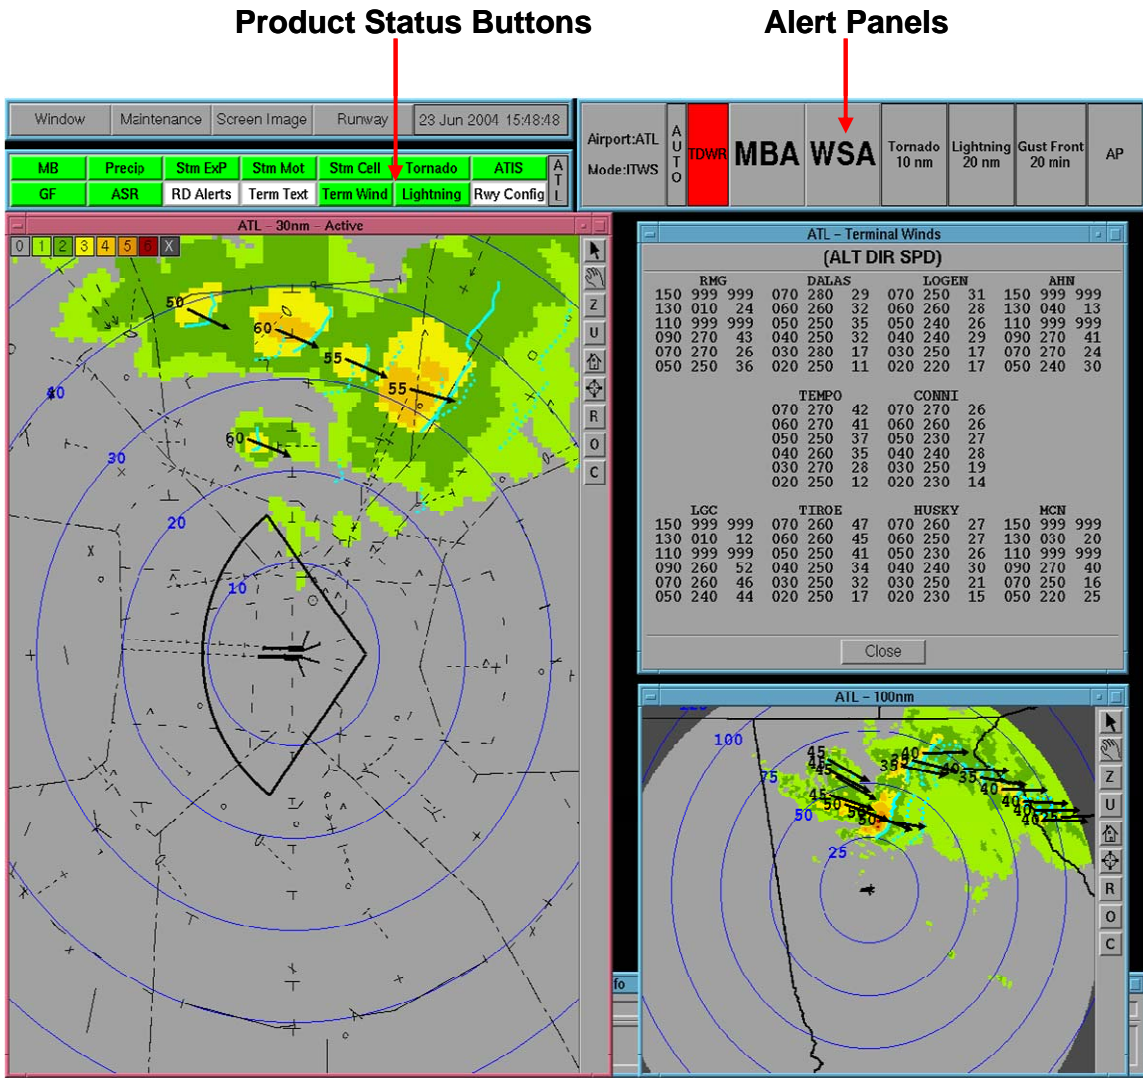 Product Status Buttons
Alert Panels
Window Maintenance Screen Image Runway 23 Jun 2004 15:48:48
MB Precip Stm ExP Stm Mot Stm Cell Tornado ATIS
GF ASR RD Alerts Term Text Term Wind Lightning Rwy Config
ATL
Airport:ATL
Mode:ITWS
AUTO
TDWR
MBA
WSA
Tornado
10 nm
Lightning
20 nm
Gust Front
20 min
AP
ATL - 30nm - Active
0 1 2 3 4 5 6 X
50
60
55
55
60
40
30
20
10
Z
U
R
O
C
ATL - Terminal Winds
(ALT DIR SPD)
RMG DALAS LOGEN AHN
150 999 999 070 280 29 070 250 31 150 999 999
130 010 24 060 260 32 060 260 28 130 040 13
110 999 999 050 250 35 050 240 26 110 999 999
090 270 43 040 250 32 040 240 29 090 270 41
070 270 26 030 280 17 030 250 17 070 270 24
050 250 36 020 250 11 020 220 17 050 240 30
TEMPO CONNI
070 270 42 070 270 26
060 270 41 060 260 26
050 250 37 050 230 27
040 260 35 040 240 28
030 270 28 030 250 19
020 250 12 020 230 14
LGC TIROE HUSKY MCN
150 999 999 070 260 47 070 260 27 150 999 999
130 010 12 060 260 45 060 250 27 130 030 20
110 999 999 050 250 41 050 230 26 110 999 999
090 260 52 040 250 34 040 240 30 090 270 40
070 260 46 030 250 32 030 250 21 070 250 16
050 240 44 020 250 17 020 230 15 050 220 25
Close
ATL - 100nm
100
75
50
25
45
45
45
50
50
40
35
40
35
40
40
40
Z
U
R
O
C
fo